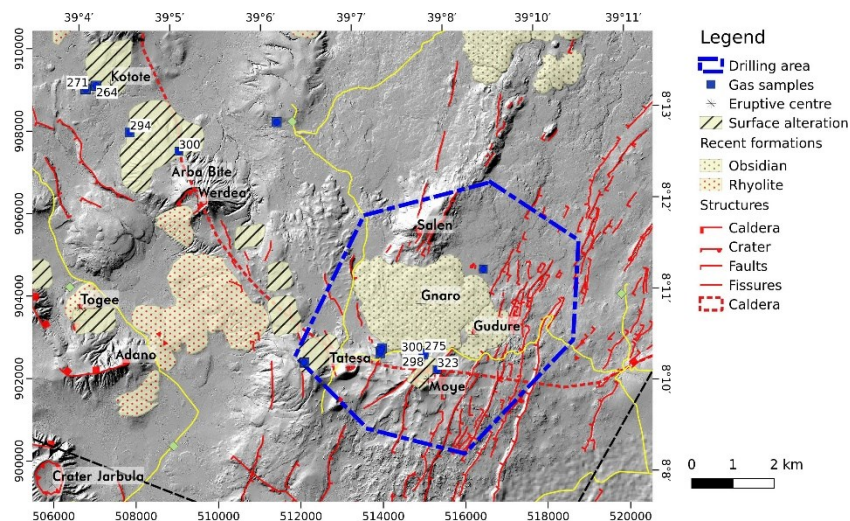 39°4' 39°5' 39°6' 39°7' 39°8' 39°10' 39°11'
910000
908000
906000
904000
902000
900000
Kotote
271
264
294
300
Arba Bite
Werdea
Salen
Gnaro
Gudure
Togee
Adano
Tatesa
300
275
298
323
Moye
Crater Jarbula
8°13'
8°12'
8°11'
8°10'
8°9'
506000 508000 510000 512000 514000 516000 518000 520000
Legend
Drilling area
Gas samples
Eruptive centre
Surface alteration
Recent formations
Obsidian
Rhyolite
Structures
Caldera
Crater
Faults
Fissures
Caldera
0 1 2 km